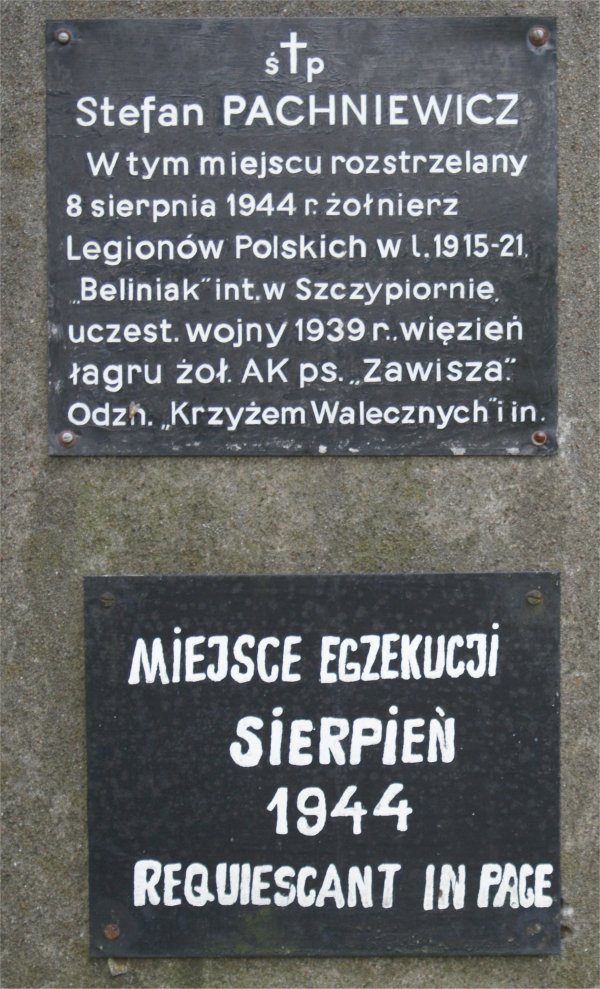 ś † p
Stefan PACHNIEWICZ
W tym miejscu rozstrzelany
8 sierpnia 1944 r. żołnierz
Legionów Polskich w l. 1915-21,
„Beliniak" int. w Szczypiornie,
uczest. wojny 1939 r., więzień
łagru żoł. AK ps. „Zawisza".
Odzn. „Krzyżem Walecznych" i in.
MIEJSCE EGZEKUCJI
SIERPIEŃ
1944
REQUIESCANT IN PACE